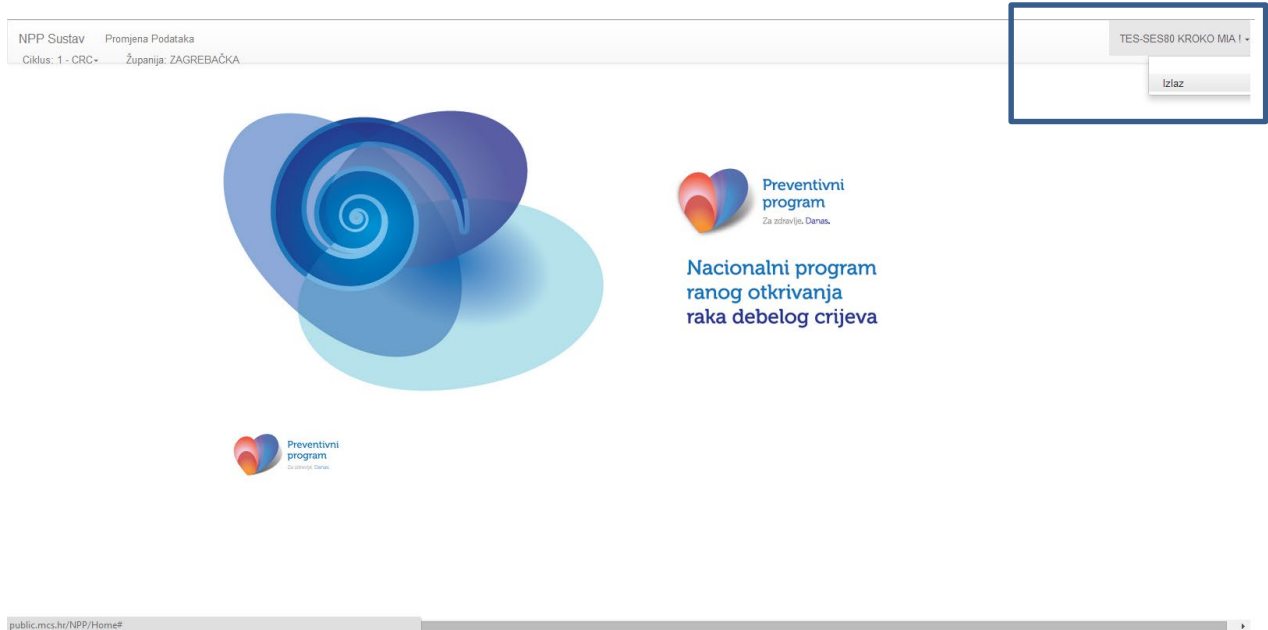 NPP Sustav Promjena Podataka TES-SES80 KROKO MIA !
Ciklus: 1 - CRC Županija: ZAGREBAČKA
Izlaz
Preventivni
program
Za zdravlje. Danas.
Nacionalni program
ranog otkrivanja
raka debelog crijeva
Preventivni
program
Za zdravlje. Danas.
public.mcs.hr/NPP/Home#